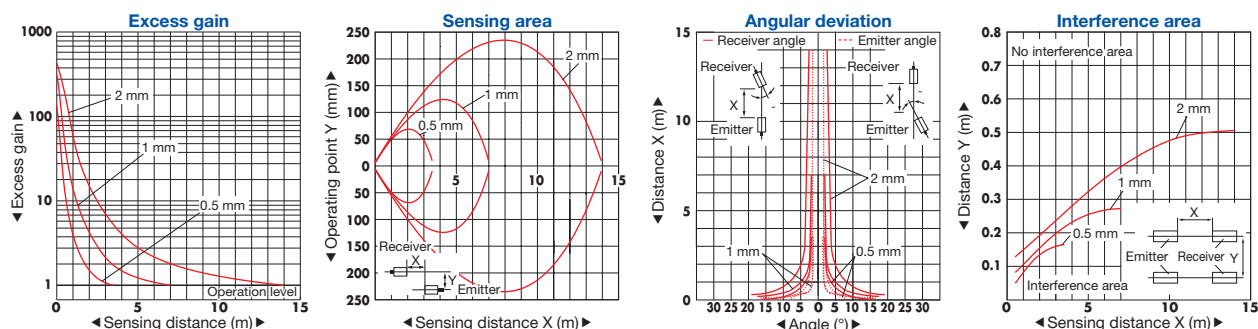 Excess gain
1000
100
10
1
0
5
10
15
2 mm
1 mm
0.5 mm
Operation level
◄ Excess gain ►
◄ Sensing distance (m) ►
Sensing area
250
200
150
100
50
0
50
100
150
200
250
5
10
15
2 mm
1 mm
0.5 mm
Receiver
X
Y
Emitter
◄ Operating point Y (mm) ►
◄ Sensing distance X (m) ►
Angular deviation
15
10
5
0
— Receiver angle
Emitter angle
Receiver
X
Emitter
Receiver
X
Emitter
2 mm
1 mm
0.5 mm
30 25 20 15 10 5 0 5 10 15 20 25 30
◄ Distance X (m) ►
◄ Angle (°) ►
Interference area
0.8
0.7
0.6
0.5
0.4
0.3
0.2
0.1
0
5
10
15
No interference area
2 mm
1 mm
0.5 mm
X
Emitter Receiver Y
Interference area
◄ Distance Y (m) ►
◄ Sensing distance X (m) ►